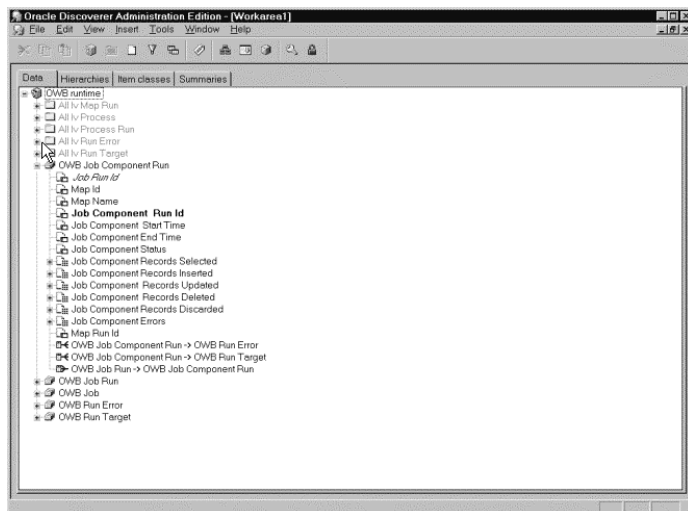 Oracle Discoverer Administration Edition - [Workarea1]
File Edit View Insert Tools Window Help
Data Hierarchies Item classes Summaries
OWB runtime
All Iv Map Run
All Iv Process
All Iv Process Run
All Iv Run Error
All Iv Run Target
OWB Job Component Run
Job Run Id
Map Id
Map Name
Job Component Run Id
Job Component Start Time
Job Component End Time
Job Component Status
Job Component Records Selected
Job Component Records Inserted
Job Component Records Updated
Job Component Records Deleted
Job Component Records Discarded
Job Component Errors
Map Run Id
OWB Job Component Run -> OWB Run Error
OWB Job Component Run -> OWB Run Target
OWB Job Run -> OWB Job Component Run
OWB Job Run
OWB Job
OWB Run Error
OWB Run Target